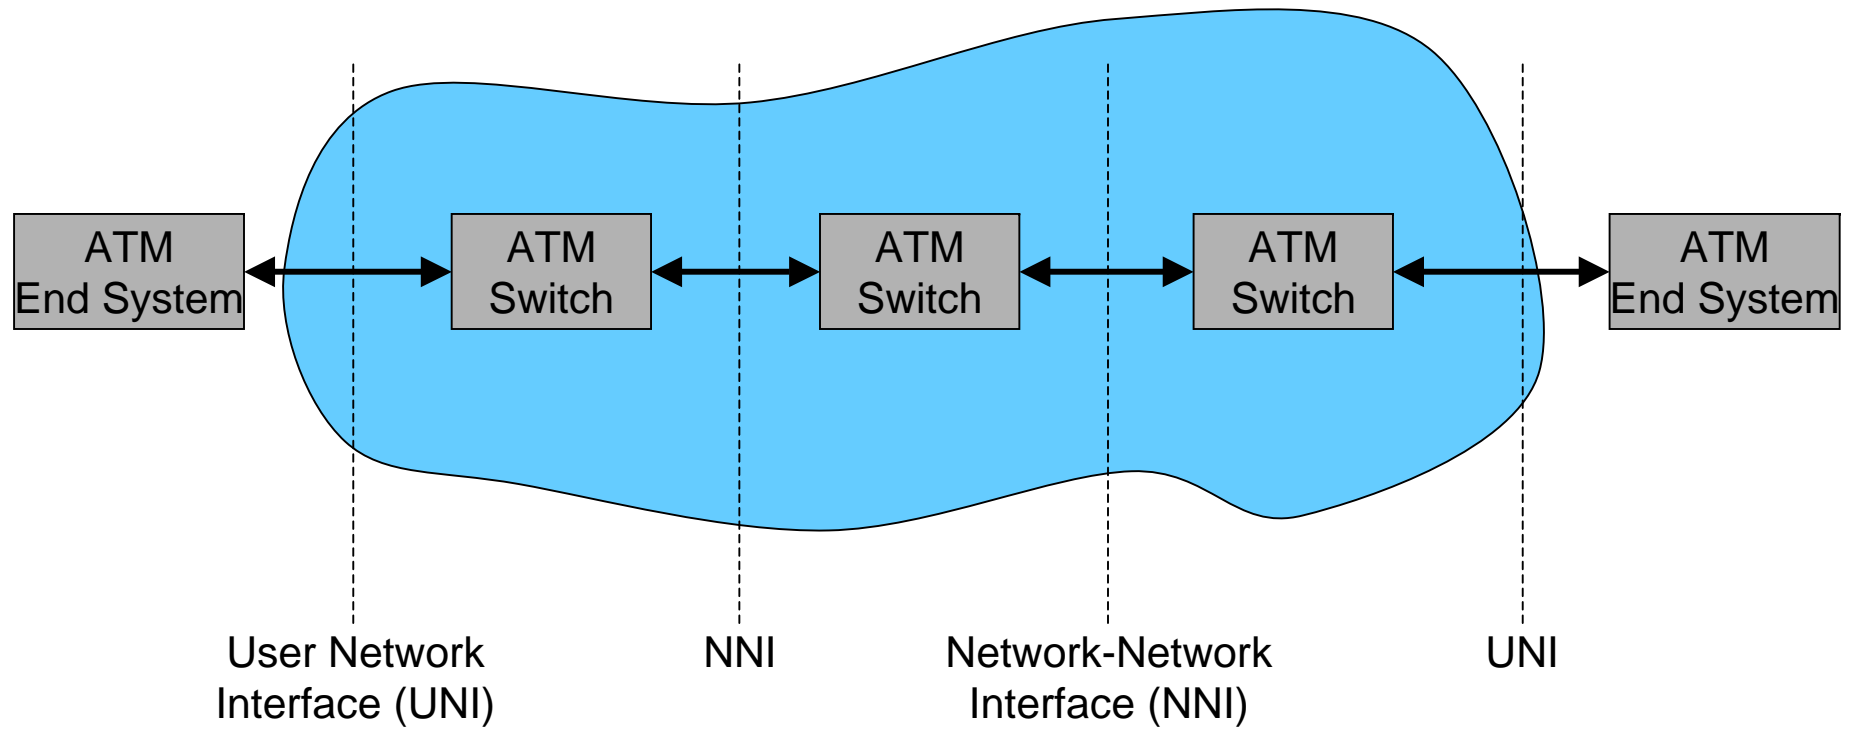 ATM
End System
ATM
Switch
ATM
Switch
ATM
Switch
ATM
End System
User Network
Interface (UNI)
NNI
Network-Network
Interface (NNI)
UNI